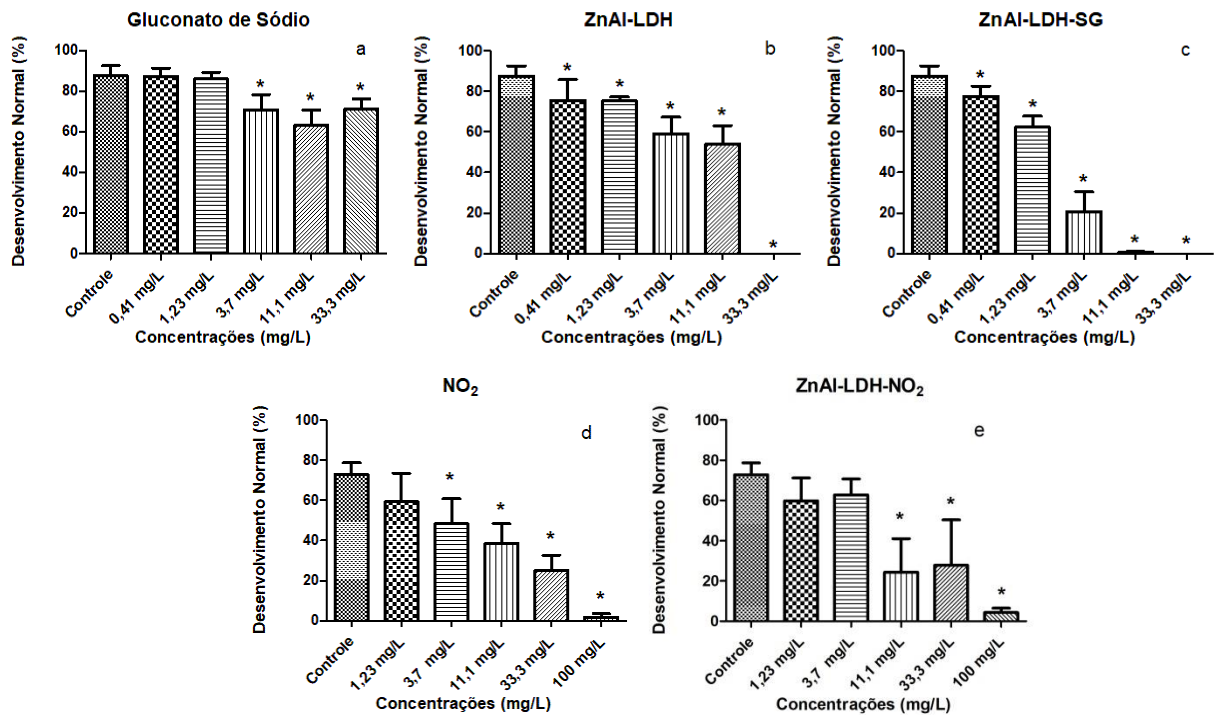 Gluconato de Sódio
a
Desenvolvimento Normal (%)
100
80
60
40
20
0
*
*
*
Controle
0,41 mg/L
1,23 mg/L
3,7 mg/L
11,1 mg/L
33,3 mg/L
Concentrações (mg/L)
ZnAl-LDH
b
Desenvolvimento Normal (%)
100
80
60
40
20
0
*
*
*
*
*
Controle
0,41 mg/L
1,23 mg/L
3,7 mg/L
11,1 mg/L
33,3 mg/L
Concentrações (mg/L)
ZnAl-LDH-SG
c
Desenvolvimento Normal (%)
100
80
60
40
20
0
*
*
*
*
*
Controle
0,41 mg/L
1,23 mg/L
3,7 mg/L
11,1 mg/L
33,3 mg/L
Concentrações (mg/L)
NO₂
d
Desenvolvimento Normal (%)
100
80
60
40
20
0
*
*
*
*
Controle
1,23 mg/L
3,7 mg/L
11,1 mg/L
33,3 mg/L
100 mg/L
Concentrações (mg/L)
ZnAl-LDH-NO₂
e
Desenvolvimento Normal (%)
100
80
60
40
20
0
*
*
*
Controle
1,23 mg/L
3,7 mg/L
11,1 mg/L
33,3 mg/L
100 mg/L
Concentrações (mg/L)